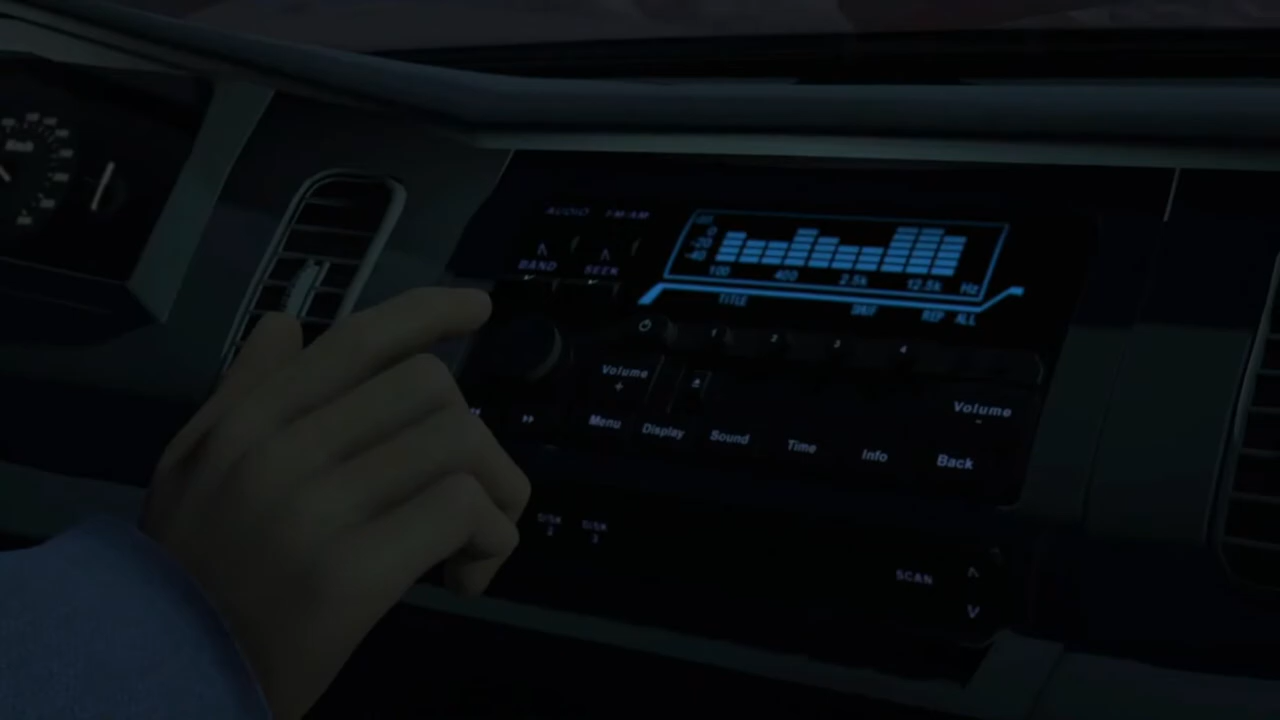 km/h
AUDIO FM/AM
BAND SEEK
0
-20
-40
100 400 2.5k 12.5k Hz
TITLE REP ALL
1 2 3 4
Volume
+
Volume
-
Menu Display Sound Time Info Back
DISK
2
DISK
3
SCAN